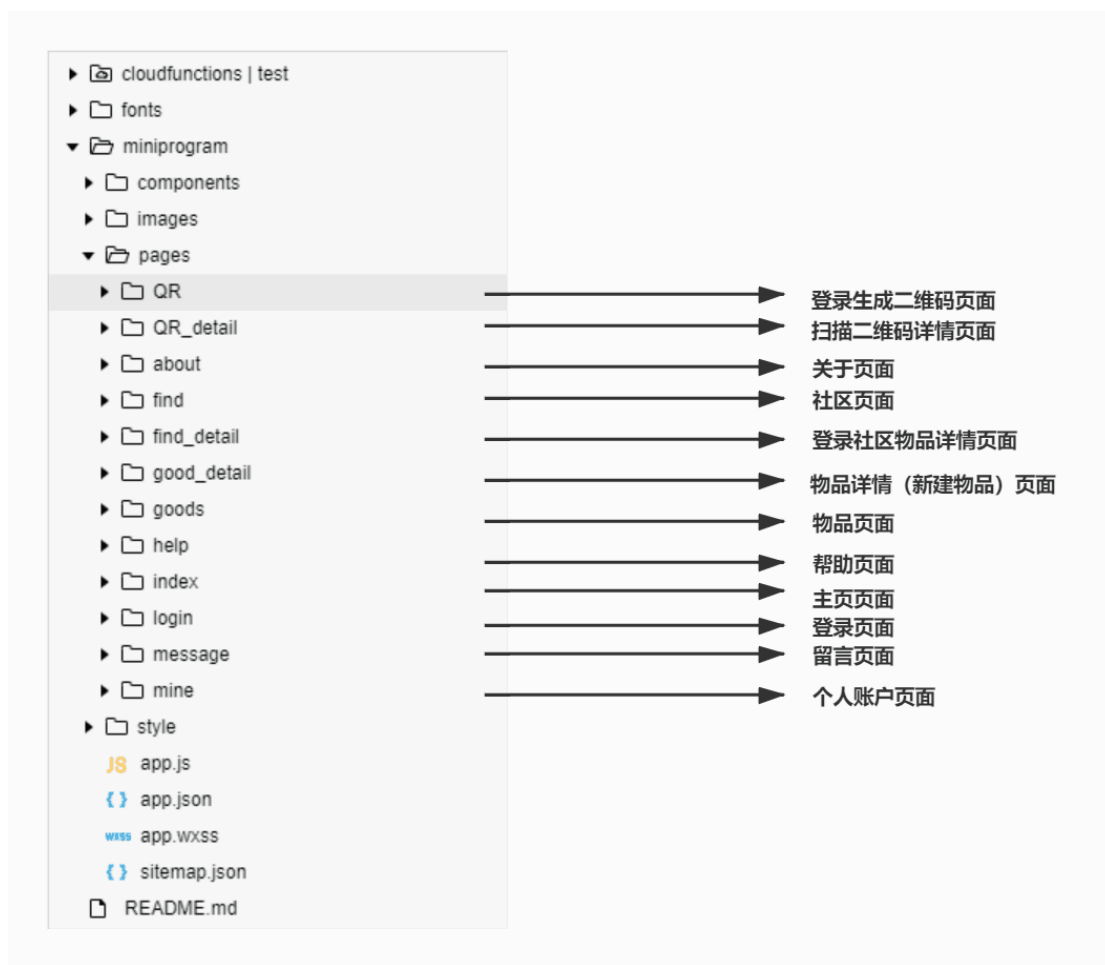 cloudfunctions | test
fonts
miniprogram
components
images
pages
QR 登录生成二维码页面
QR_detail 扫描二维码详情页面
about 关于页面
find 社区页面
find_detail 登录社区物品详情页面
good_detail 物品详情（新建物品）页面
goods 物品页面
help 帮助页面
index 主页页面
login 登录页面
message 留言页面
mine 个人账户页面
style
JS app.js
{ } app.json
wxss app.wxss
{ } sitemap.json
README.md